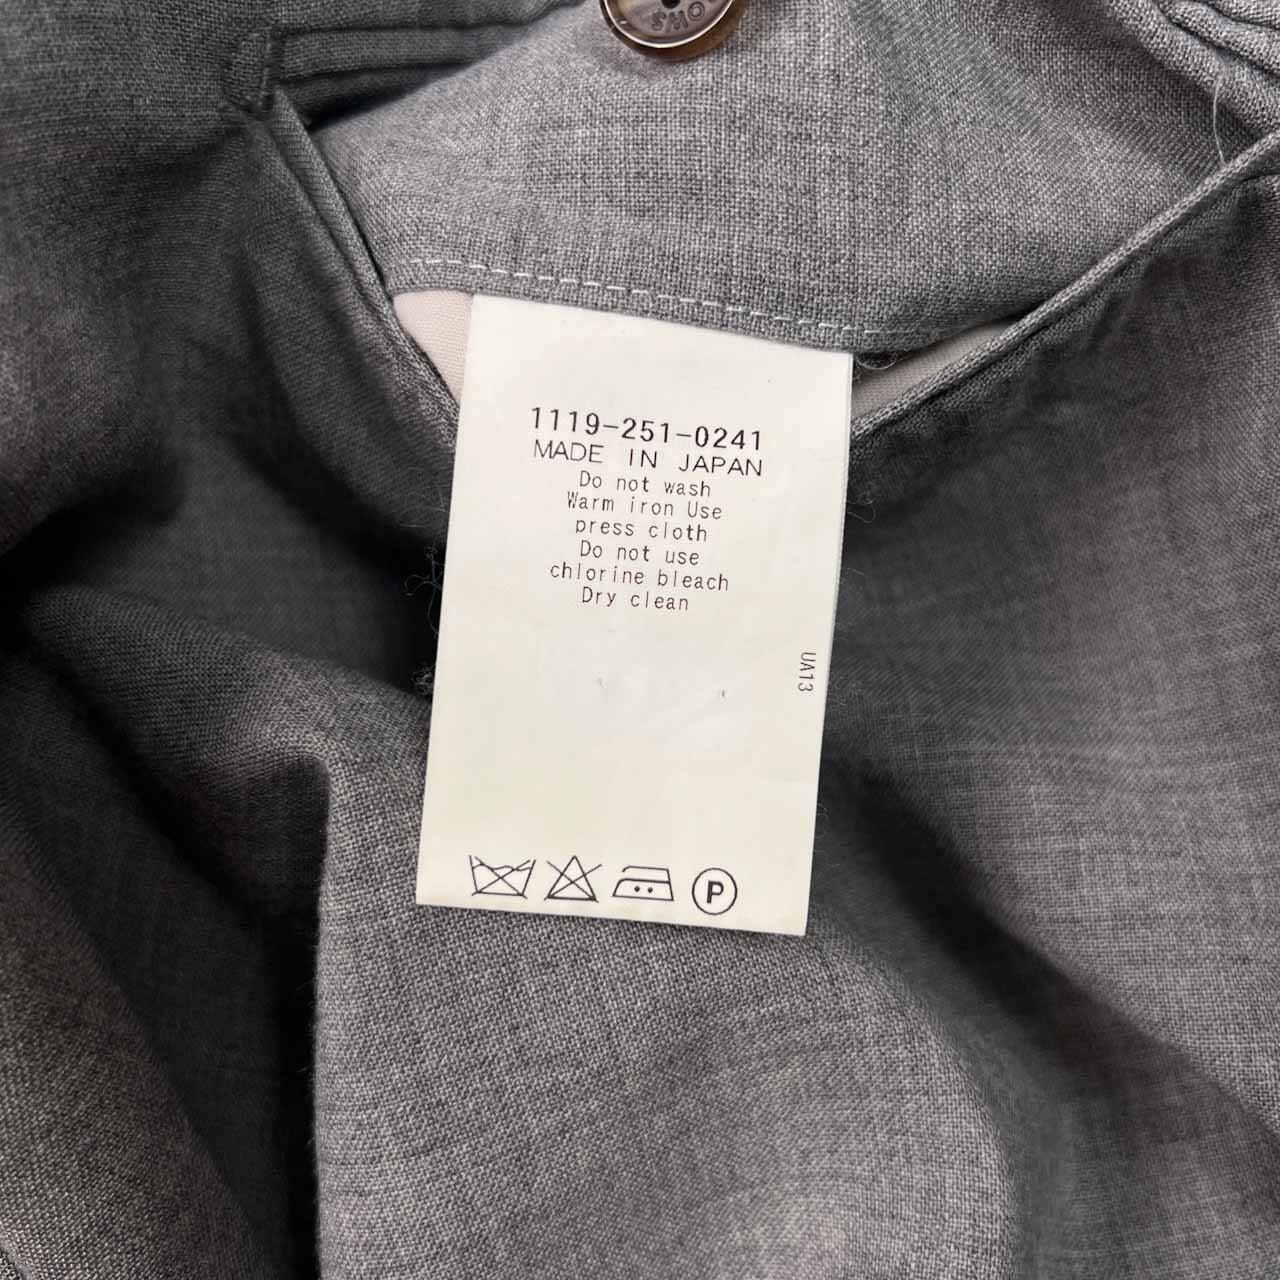 1119-251-0241
MADE IN JAPAN
Do not wash
Warm iron Use
press cloth
Do not use
chlorine bleach
Dry clean
UA13
P